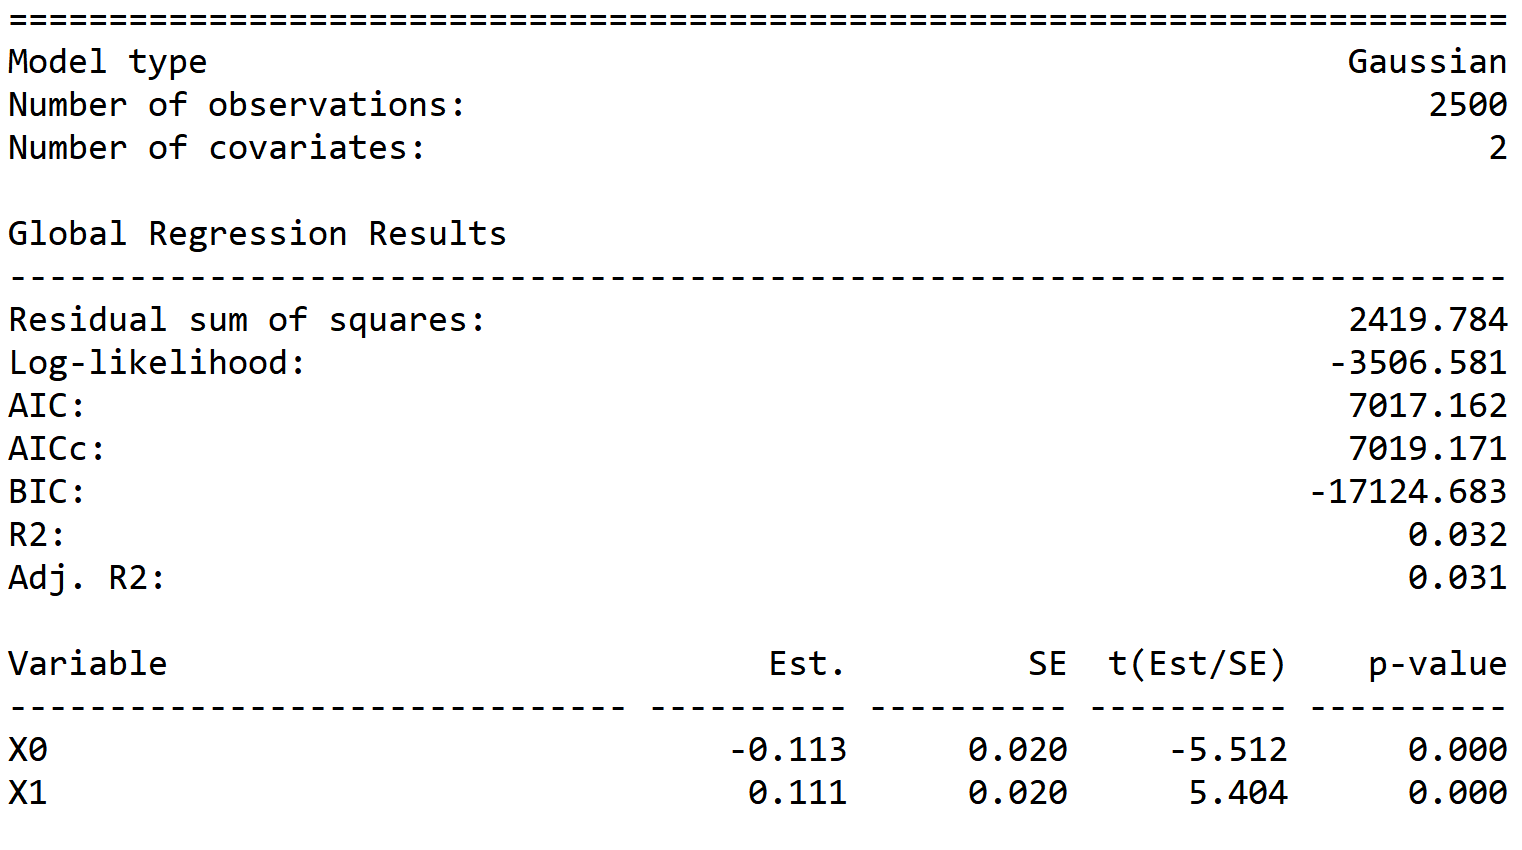 ===========================================================================
Model type                                                         Gaussian
Number of observations:                                                2500
Number of covariates:                                                     2

Global Regression Results
---------------------------------------------------------------------------
Residual sum of squares:                                           2419.784
Log-likelihood:                                                   -3506.581
AIC:                                                               7017.162
AICc:                                                              7019.171
BIC:                                                             -17124.683
R2:                                                                   0.032
Adj. R2:                                                              0.031

Variable                              Est.         SE  t(Est/SE)    p-value
------------------------------- ---------- ---------- ---------- ----------
X0                                  -0.113      0.020     -5.512      0.000
X1                                   0.111      0.020      5.404      0.000